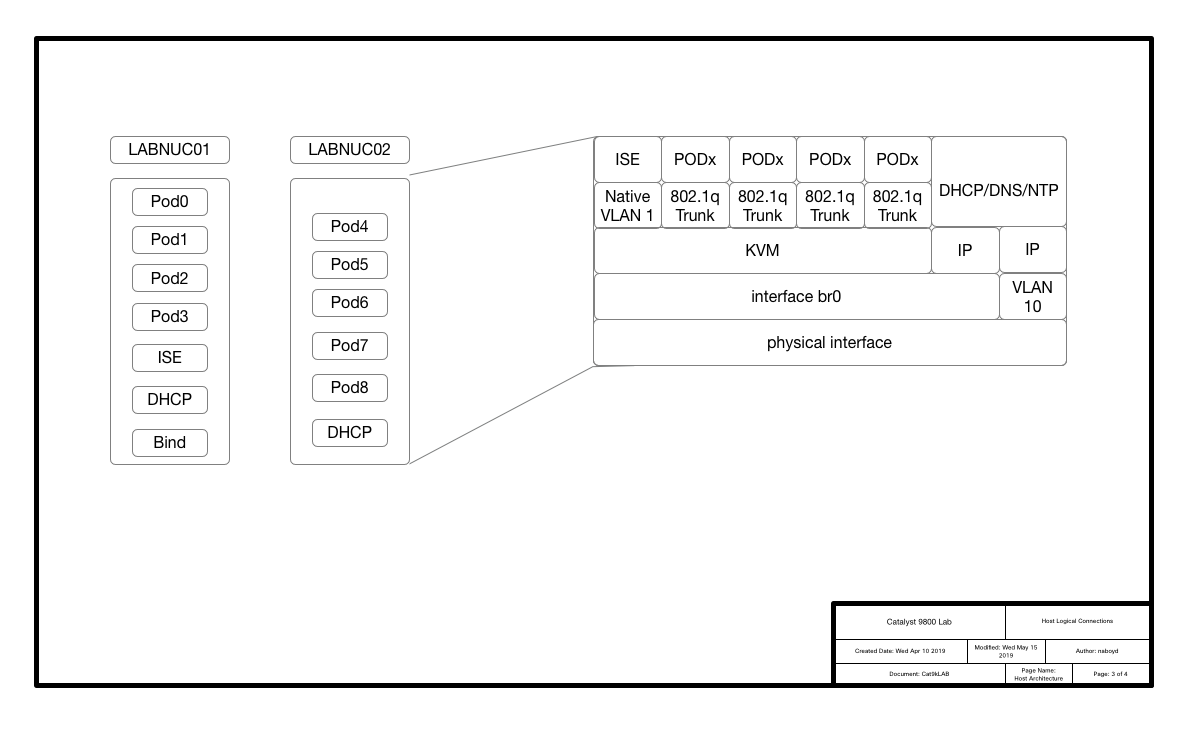 LABNUC01
Pod0
Pod1
Pod2
Pod3
ISE
DHCP
Bind
LABNUC02
Pod4
Pod5
Pod6
Pod7
Pod8
DHCP
ISE
PODx
PODx
PODx
PODx
Native
VLAN 1
802.1q
Trunk
802.1q
Trunk
802.1q
Trunk
802.1q
Trunk
DHCP/DNS/NTP
KVM
IP
IP
interface br0
VLAN
10
physical interface
Catalyst 9800 Lab
Host Logical Connections
Created Date: Wed Apr 10 2019
Modified: Wed May 15
2019
Author: naboyd
Document: Cat9kLAB
Page Name:
Host Architecture
Page: 3 of 4